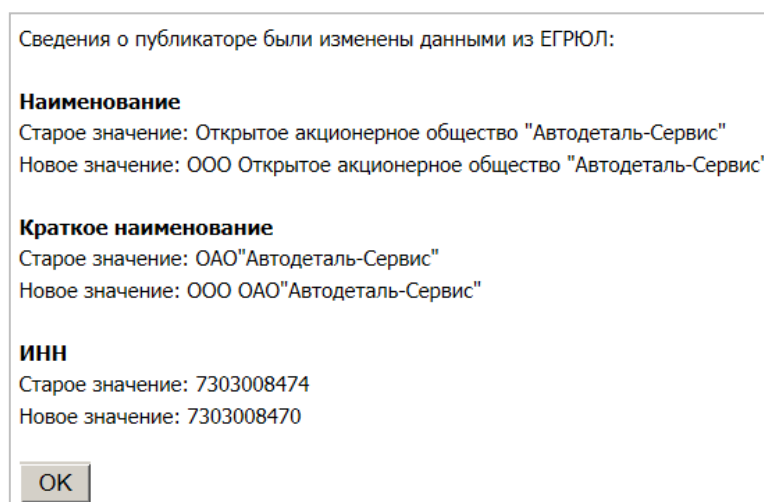 Сведения о публикаторе были изменены данными из ЕГРЮЛ:
Наименование
Старое значение: Открытое акционерное общество "Автодеталь-Сервис"
Новое значение: ООО Открытое акционерное общество "Автодеталь-Сервис"
Краткое наименование
Старое значение: ОАО"Автодеталь-Сервис"
Новое значение: ООО ОАО"Автодеталь-Сервис"
ИНН
Старое значение: 7303008474
Новое значение: 7303008470
OK